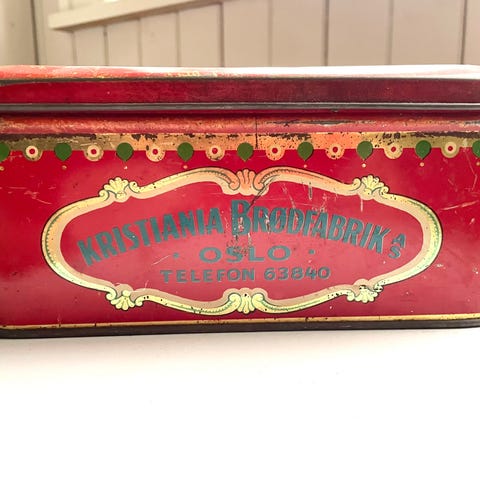 KRISTIANIA BRØDFABRIK A/S
· OSLO ·
TELEFON 63840